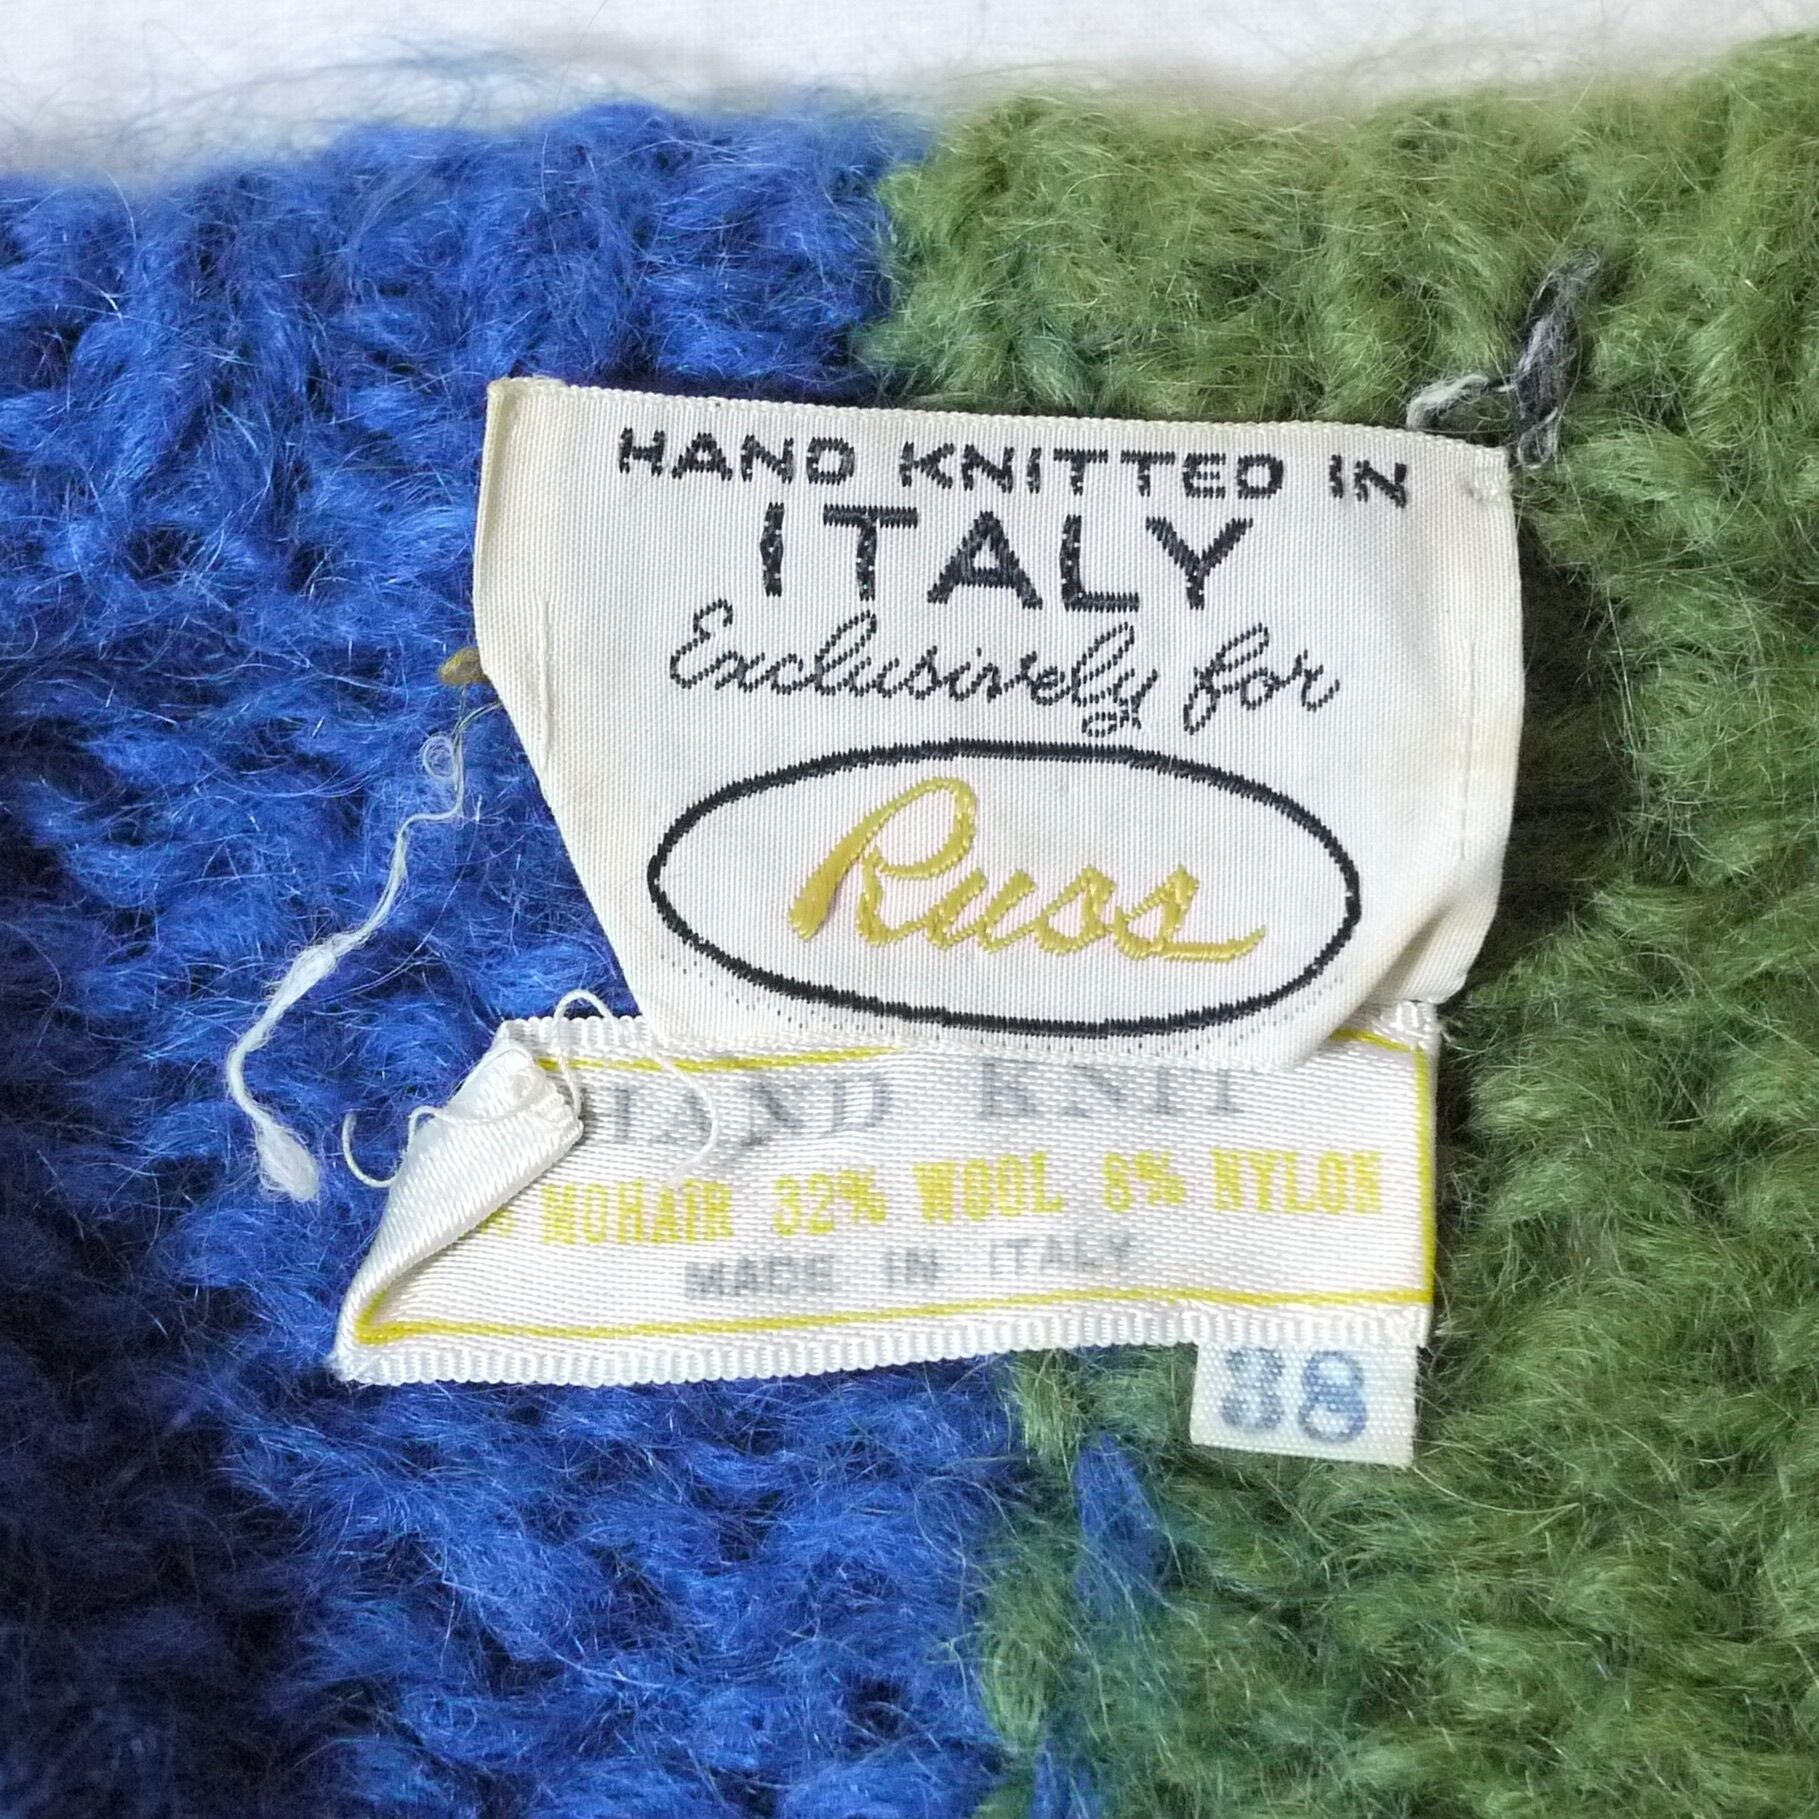 HAND KNITTED IN
ITALY
Exclusively for
Russ
HAND KNIT
% MOHAIR 32% WOOL 8% NYLON
MADE IN ITALY
38